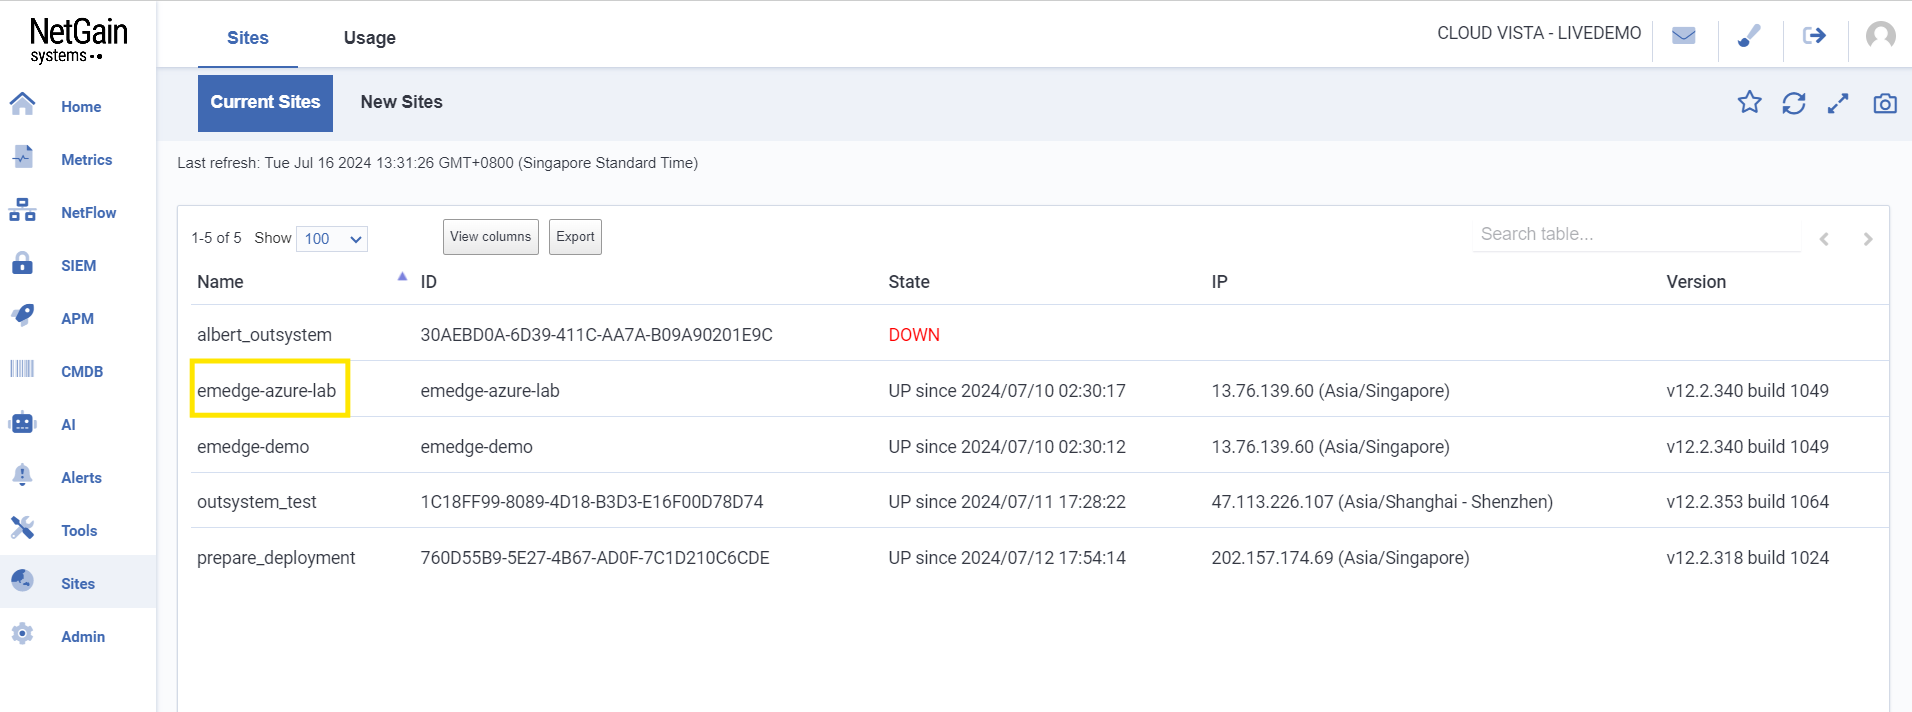 NetGain
systems
Sites Usage
CLOUD VISTA - LIVEDEMO
Home
Metrics
NetFlow
SIEM
APM
CMDB
AI
Alerts
Tools
Sites
Admin
Current Sites New Sites
Last refresh: Tue Jul 16 2024 13:31:26 GMT+0800 (Singapore Standard Time)
1-5 of 5 Show 100 View columns Export Search table...
Name ID State IP Version
albert_outsystem 30AEBD0A-6D39-411C-AA7A-B09A90201E9C DOWN
emedge-azure-lab emedge-azure-lab UP since 2024/07/10 02:30:17 13.76.139.60 (Asia/Singapore) v12.2.340 build 1049
emedge-demo emedge-demo UP since 2024/07/10 02:30:12 13.76.139.60 (Asia/Singapore) v12.2.340 build 1049
outsystem_test 1C18FF99-8089-4D18-B3D3-E16F00D78D74 UP since 2024/07/11 17:28:22 47.113.226.107 (Asia/Shanghai - Shenzhen) v12.2.353 build 1064
prepare_deployment 760D55B9-5E27-4B67-AD0F-7C1D210C6CDE UP since 2024/07/12 17:54:14 202.157.174.69 (Asia/Singapore) v12.2.318 build 1024